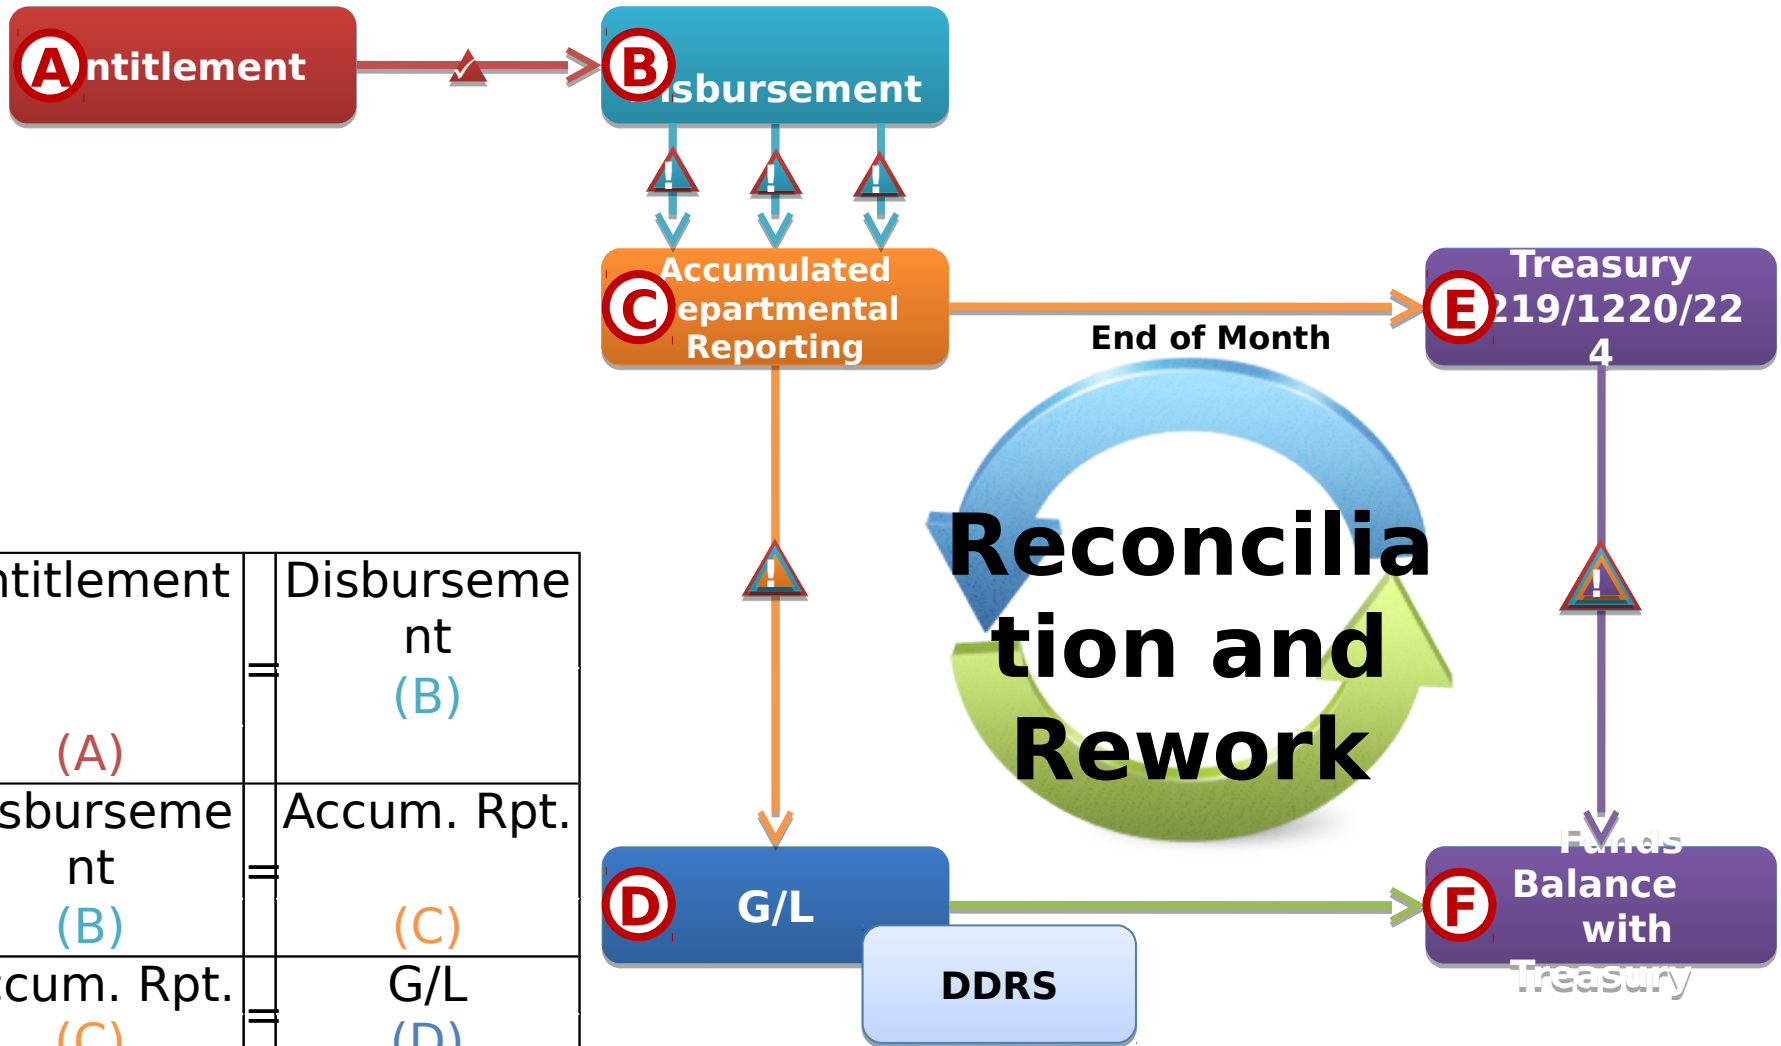 A
ntitlement
B
isbursement
!
!
!
C
Accumulated
epartmental
Reporting
End of Month
E
Treasury
219/1220/22
4
Reconcilia
tion and
Rework
!
!
ntitlement
(A)
=
Disburseme
nt
(B)
sburseme
nt
(B)
=
Accum. Rpt.
(C)
ccum. Rpt.
(C)
=
G/L
(D)
D
G/L
DDRS
F
Funds
Balance
with
Treasury